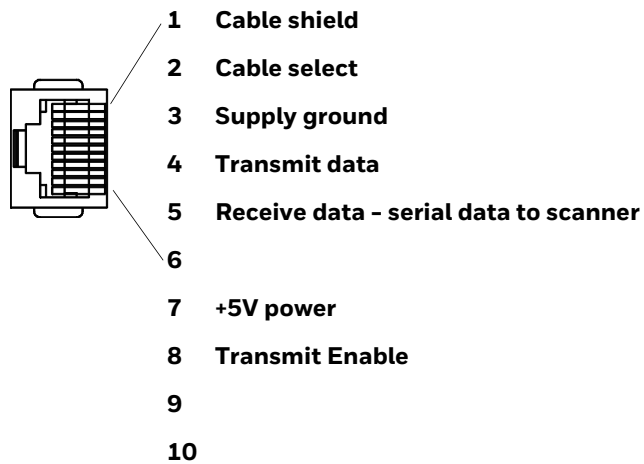 1 Cable shield
2 Cable select
3 Supply ground
4 Transmit data
5 Receive data - serial data to scanner
6
7 +5V power
8 Transmit Enable
9
10